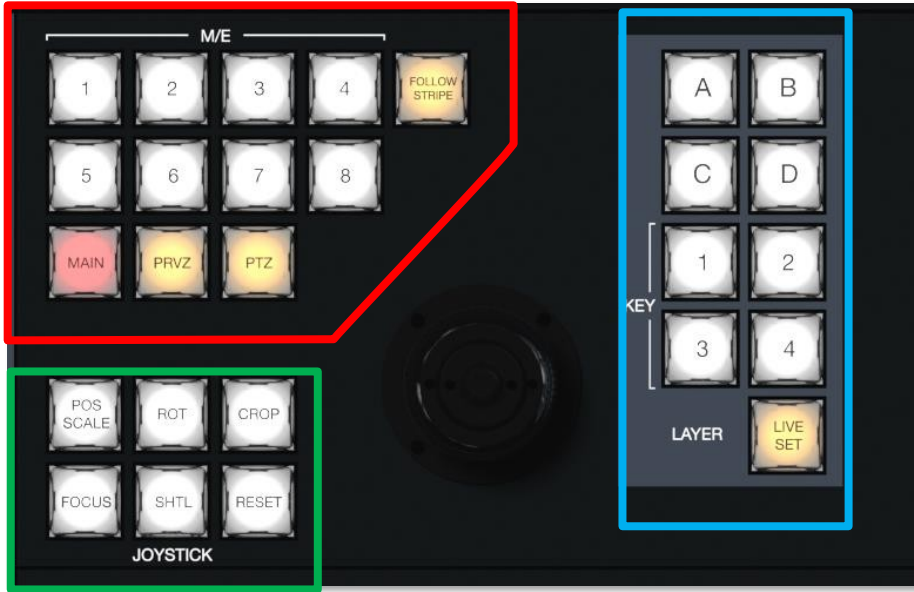 M/E
1 2 3 4 FOLLOW
STRIPE
5 6 7 8
MAIN PRVZ PTZ
POS
SCALE ROT CROP
FOCUS SHTL RESET
JOYSTICK
A B
C D
1 2
KEY
3 4
LAYER
LIVE
SET